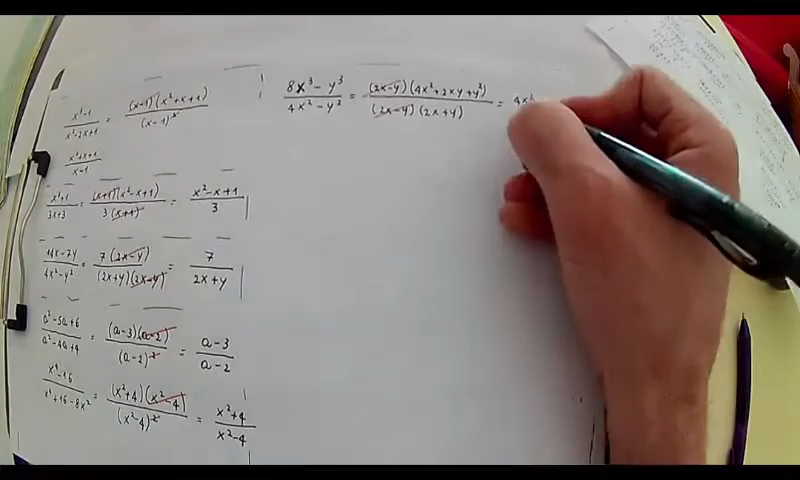 x³-1/x²-2x+1 = (x-1)(x²+x+1)/(x-1)²
x²+x+1/x-1
x³+1/3x+3 = (x+1)(x²-x+1)/3(x+1) = x²-x+1/3
14x-7y/4x²-y² = 7(2x-y)/(2x+y)(2x-y) = 7/2x+y
a²-5a+6/a²-4a+4 = (a-3)(a-2)/(a-2)² = a-3/a-2
x⁴-16/x⁴+16-8x² = (x²+4)(x²-4)/(x²-4)² = x²+4/x²-4
8x³-y³/4x²-y² = (2x-y)(4x²+2xy+y²)/(2x-y)(2x+y) = 4x²